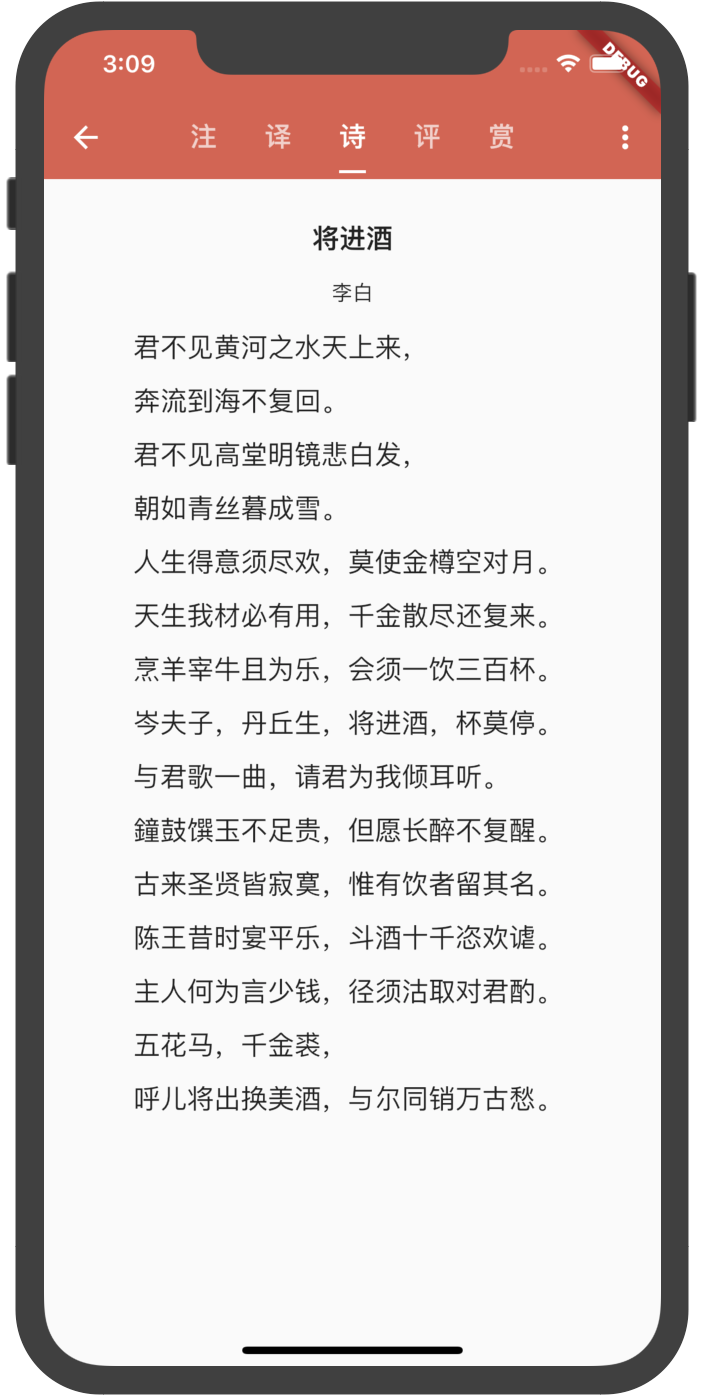 3:09
DEBUG
注 译 诗 评 赏
将进酒
李白
君不见黄河之水天上来，
奔流到海不复回。
君不见高堂明镜悲白发，
朝如青丝暮成雪。
人生得意须尽欢，莫使金樽空对月。
天生我材必有用，千金散尽还复来。
烹羊宰牛且为乐，会须一饮三百杯。
岑夫子，丹丘生，将进酒，杯莫停。
与君歌一曲，请君为我倾耳听。
鐘鼓馔玉不足贵，但愿长醉不复醒。
古来圣贤皆寂寞，惟有饮者留其名。
陈王昔时宴平乐，斗酒十千恣欢谑。
主人何为言少钱，径须沽取对君酌。
五花马，千金裘，
呼儿将出换美酒，与尔同销万古愁。